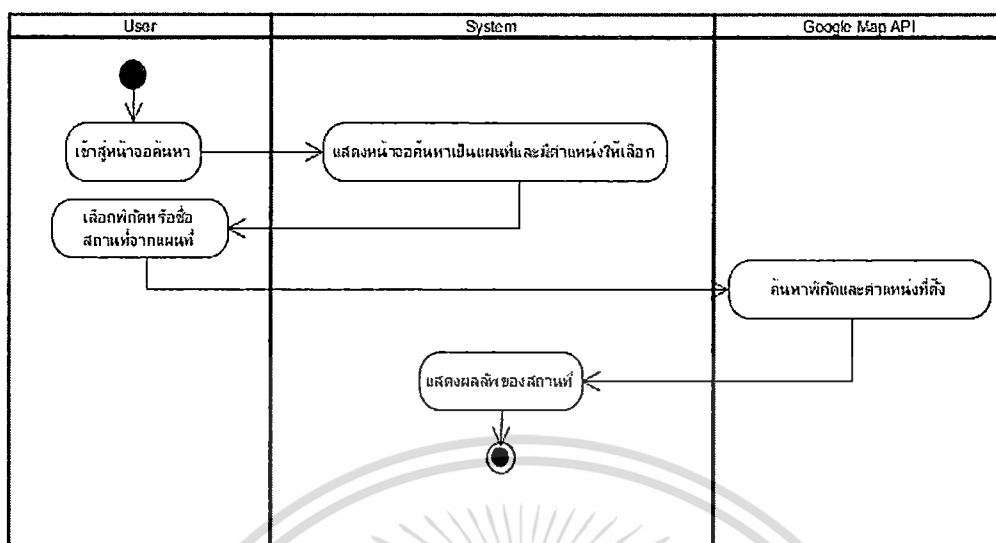 User
System
Google Map API
เข้าสู่หน้าจอค้นหา
แสดงหน้าจอค้นหาเป็นแผนที่และมีตำแหน่งให้เลือก
เลือกพิกัดหรือชื่อ
สถานที่จากแผนที่
ค้นหาพิกัดและตำแหน่งที่ตั้ง
แสดงผลลัพของสถานที่